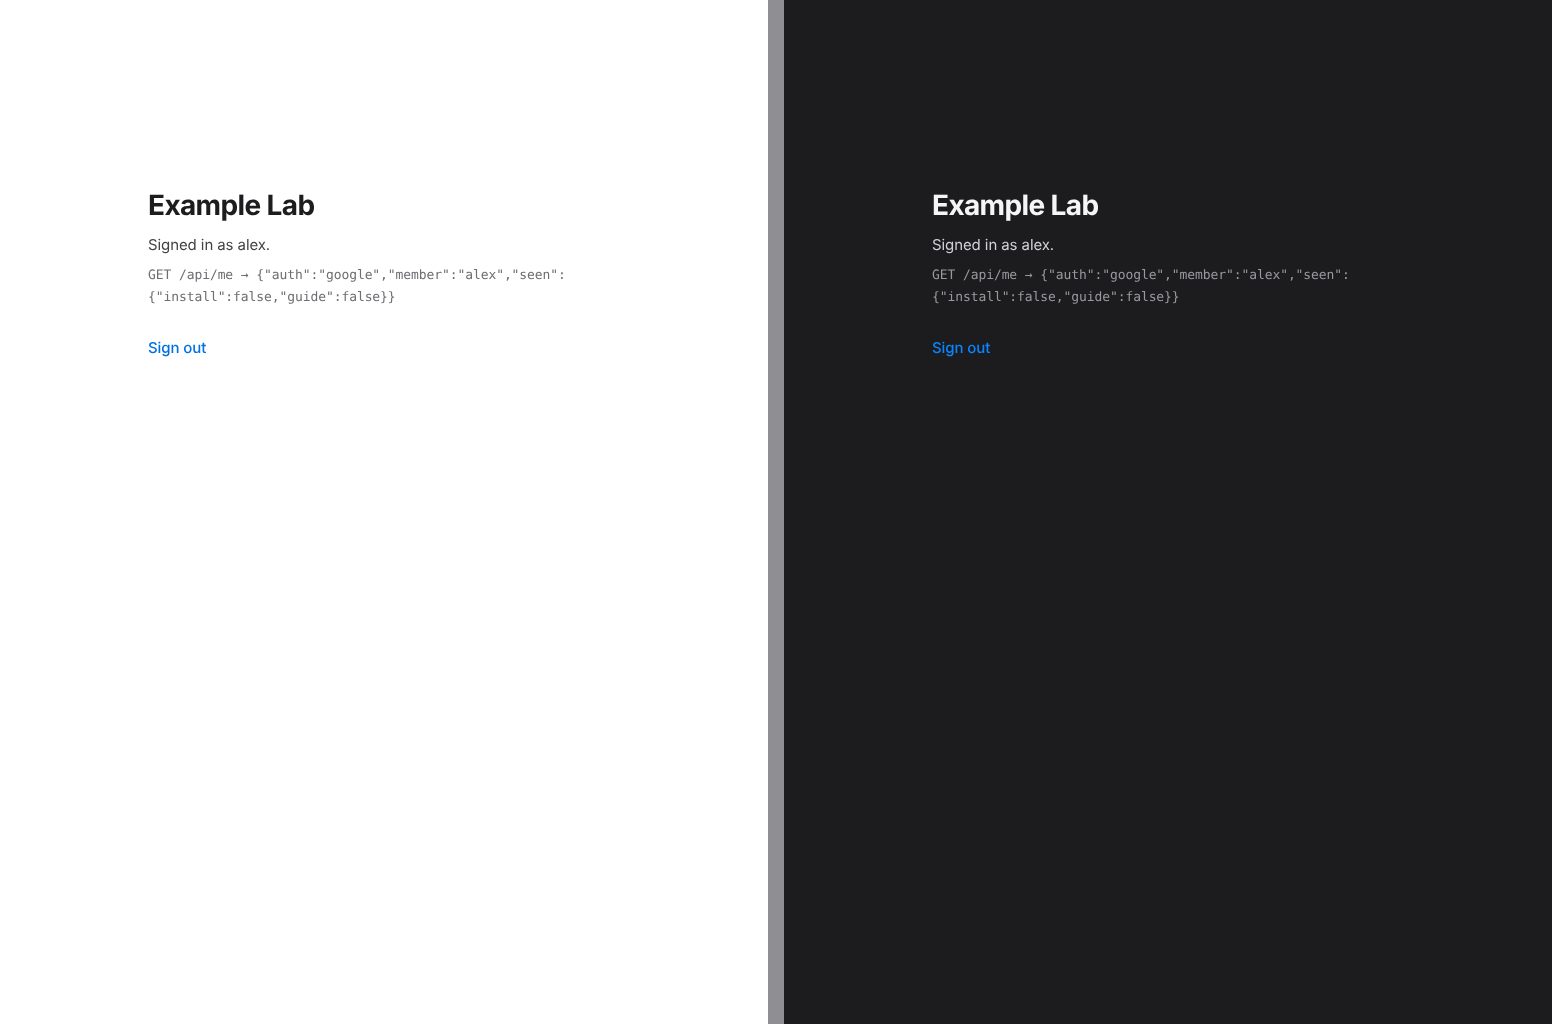 Example Lab
Signed in as alex.
GET /api/me → {"auth":"google","member":"alex","seen":
{"install":false,"guide":false}}
Sign out
Example Lab
Signed in as alex.
GET /api/me → {"auth":"google","member":"alex","seen":
{"install":false,"guide":false}}
Sign out